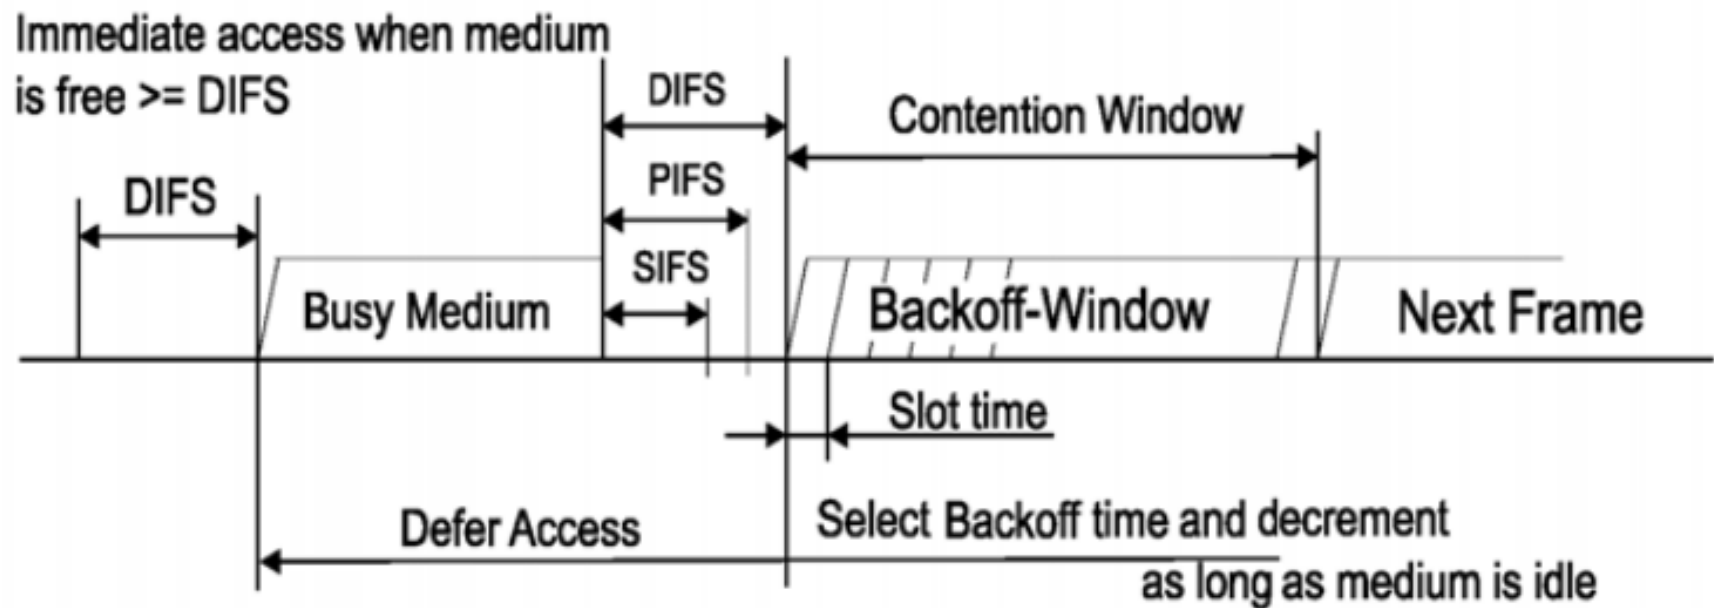 Immediate access when medium
is free >= DIFS
DIFS
Contention Window
PIFS
DIFS
SIFS
Busy Medium
Backoff-Window
Next Frame
Slot time
Defer Access
Select Backoff time and decrement
as long as medium is idle